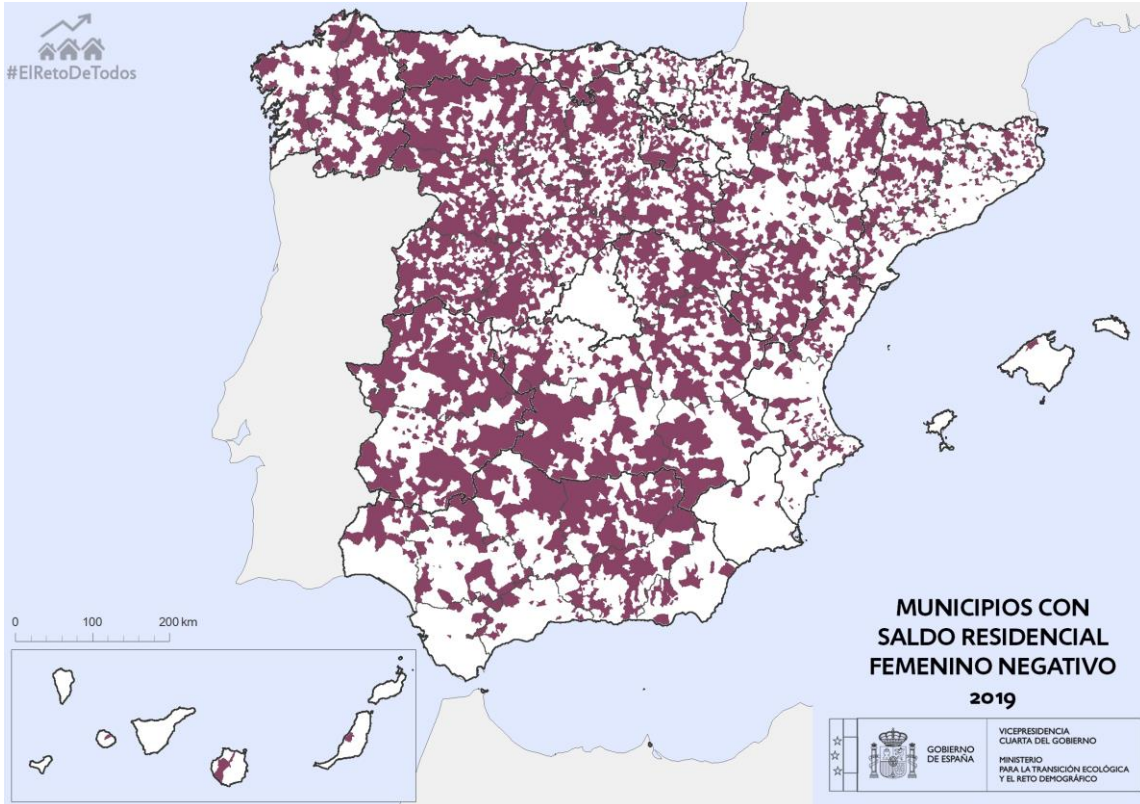 #ElRetoDeTodos
0 100 200 km
MUNICIPIOS CON
SALDO RESIDENCIAL
FEMENINO NEGATIVO
2019
GOBIERNO
DE ESPAÑA
VICEPRESIDENCIA
CUARTA DEL GOBIERNO
MINISTERIO
PARA LA TRANSICIÓN ECOLÓGICA
Y EL RETO DEMOGRÁFICO